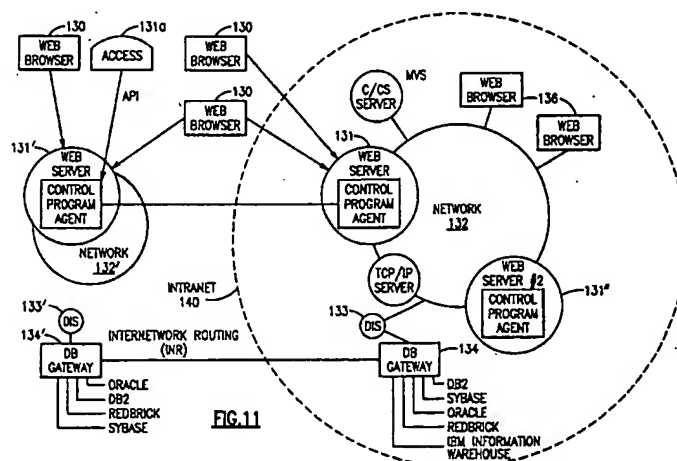 130
WEB
BROWSER
131a
ACCESS
API
130
WEB
BROWSER
130
WEB
BROWSER
MVS
C/CS
SERVER
WEB
BROWSER
136
WEB
BROWSER
131'
WEB
SERVER
CONTROL
PROGRAM
AGENT
NETWORK
132'
131
WEB
SERVER
CONTROL
PROGRAM
AGENT
NETWORK
132
TCP/IP
SERVER
WEB
SERVER #2
CONTROL
PROGRAM
AGENT
131"
INTRANET
140
133'
DIS
134'
DB
GATEWAY
ORACLE
DB2
REDBRICK
SYBASE
INTERNETWORK ROUTING
(INR)
133
DIS
134
DB
GATEWAY
DB2
SYBASE
ORACLE
REDBRICK
IBM INFORMATION
WAREHOUSE
FIG.11